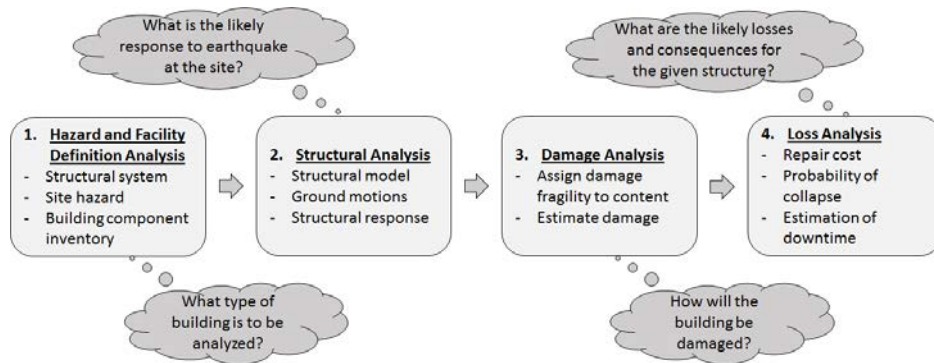 What is the likely
response to earthquake
at the site?
What are the likely losses
and consequences for
the given structure?
1. Hazard and Facility
Definition Analysis
- Structural system
- Site hazard
- Building component
inventory
2. Structural Analysis
- Structural model
- Ground motions
- Structural response
3. Damage Analysis
- Assign damage
fragility to content
- Estimate damage
4. Loss Analysis
- Repair cost
- Probability of
collapse
- Estimation of
downtime
What type of
building is to be
analyzed?
How will the
building be
damaged?